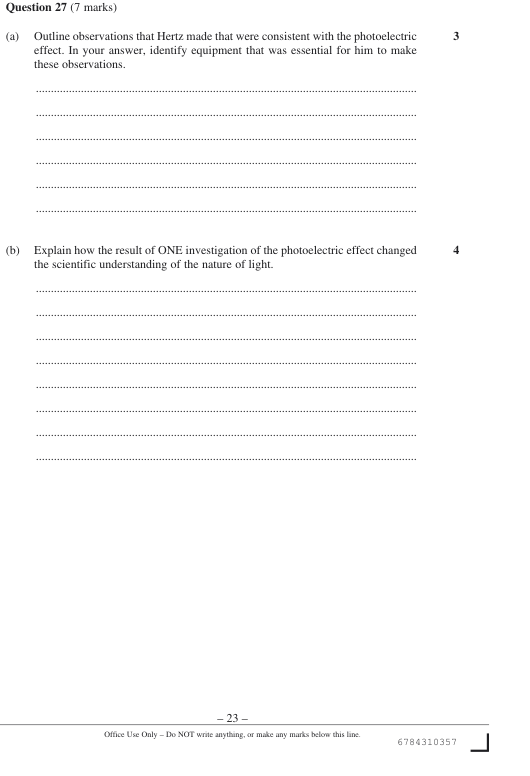 Question 27 (7 marks)
(a) Outline observations that Hertz made that were consistent with the photoelectric 3
effect. In your answer, identify equipment that was essential for him to make
these observations.
................................................................................................................................
................................................................................................................................
................................................................................................................................
................................................................................................................................
................................................................................................................................
................................................................................................................................
(b) Explain how the result of ONE investigation of the photoelectric effect changed 4
the scientific understanding of the nature of light.
................................................................................................................................
................................................................................................................................
................................................................................................................................
................................................................................................................................
................................................................................................................................
................................................................................................................................
................................................................................................................................
................................................................................................................................
– 23 –
Office Use Only – Do NOT write anything, or make any marks below this line.
6784310357